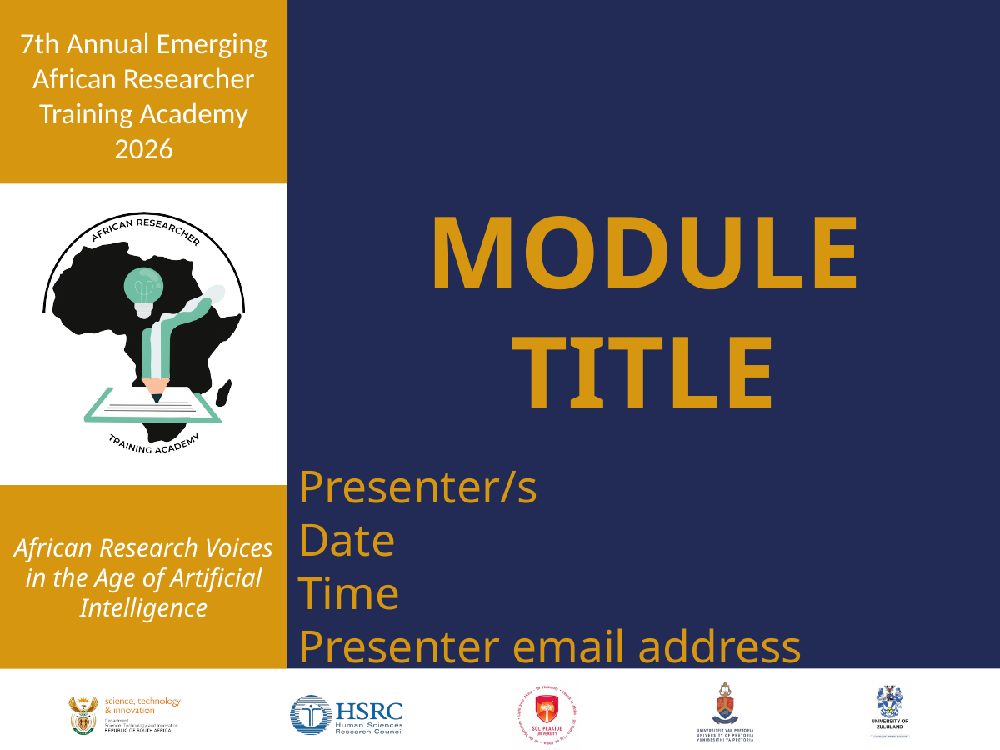 7th Annual Emerging
African Researcher
Training Academy
2026
AFRICAN RESEARCHER
TRAINING ACADEMY
MODULE
TITLE
Presenter/s
Date
Time
Presenter email address
African Research Voices
in the Age of Artificial
Intelligence
science, technology
& innovation
Department:
Science, Technology and Innovation
REPUBLIC OF SOUTH AFRICA
HSRC
Human Sciences
Research Council
SOL PLAATJE
UNIVERSITY
UNIVERSITEIT VAN PRETORIA
UNIVERSITY OF PRETORIA
YUNIBESITHI YA PRETORIA
UNIVERSITY OF
ZULULAND